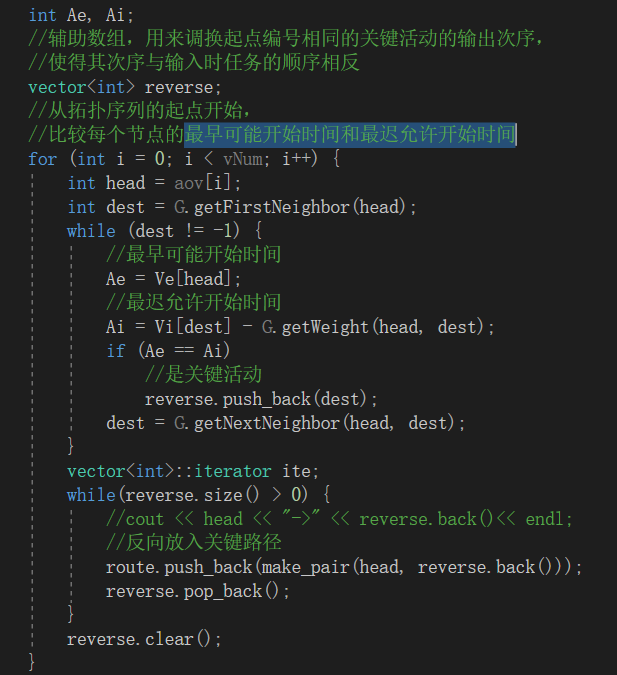 int Ae, Ai;
//辅助数组，用来调换起点编号相同的关键活动的输出次序，
//使得其次序与输入时任务的顺序相反
vector<int> reverse;
//从拓扑序列的起点开始，
//比较每个节点的最早可能开始时间和最迟允许开始时间
for (int i = 0; i < vNum; i++) {
int head = aov[i];
int dest = G.getFirstNeighbor(head);
while (dest != -1) {
//最早可能开始时间
Ae = Ve[head];
//最迟允许开始时间
Ai = Vi[dest] - G.getWeight(head, dest);
if (Ae == Ai)
//是关键活动
reverse.push_back(dest);
dest = G.getNextNeighbor(head, dest);
}
vector<int>::iterator ite;
while(reverse.size() > 0) {
//cout << head << "->" << reverse.back()<< endl;
//反向放入关键路径
route.push_back(make_pair(head, reverse.back()));
reverse.pop_back();
}
reverse.clear();
}